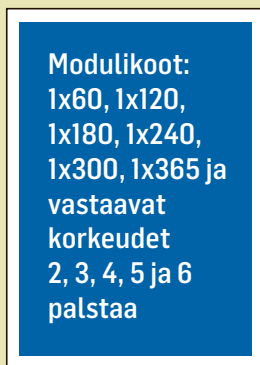 Modulikoot:
1x60, 1x120,
1x180, 1x240,
1x300, 1x365 ja
vastaavat
korkeudet
2, 3, 4, 5 ja 6
palstaa